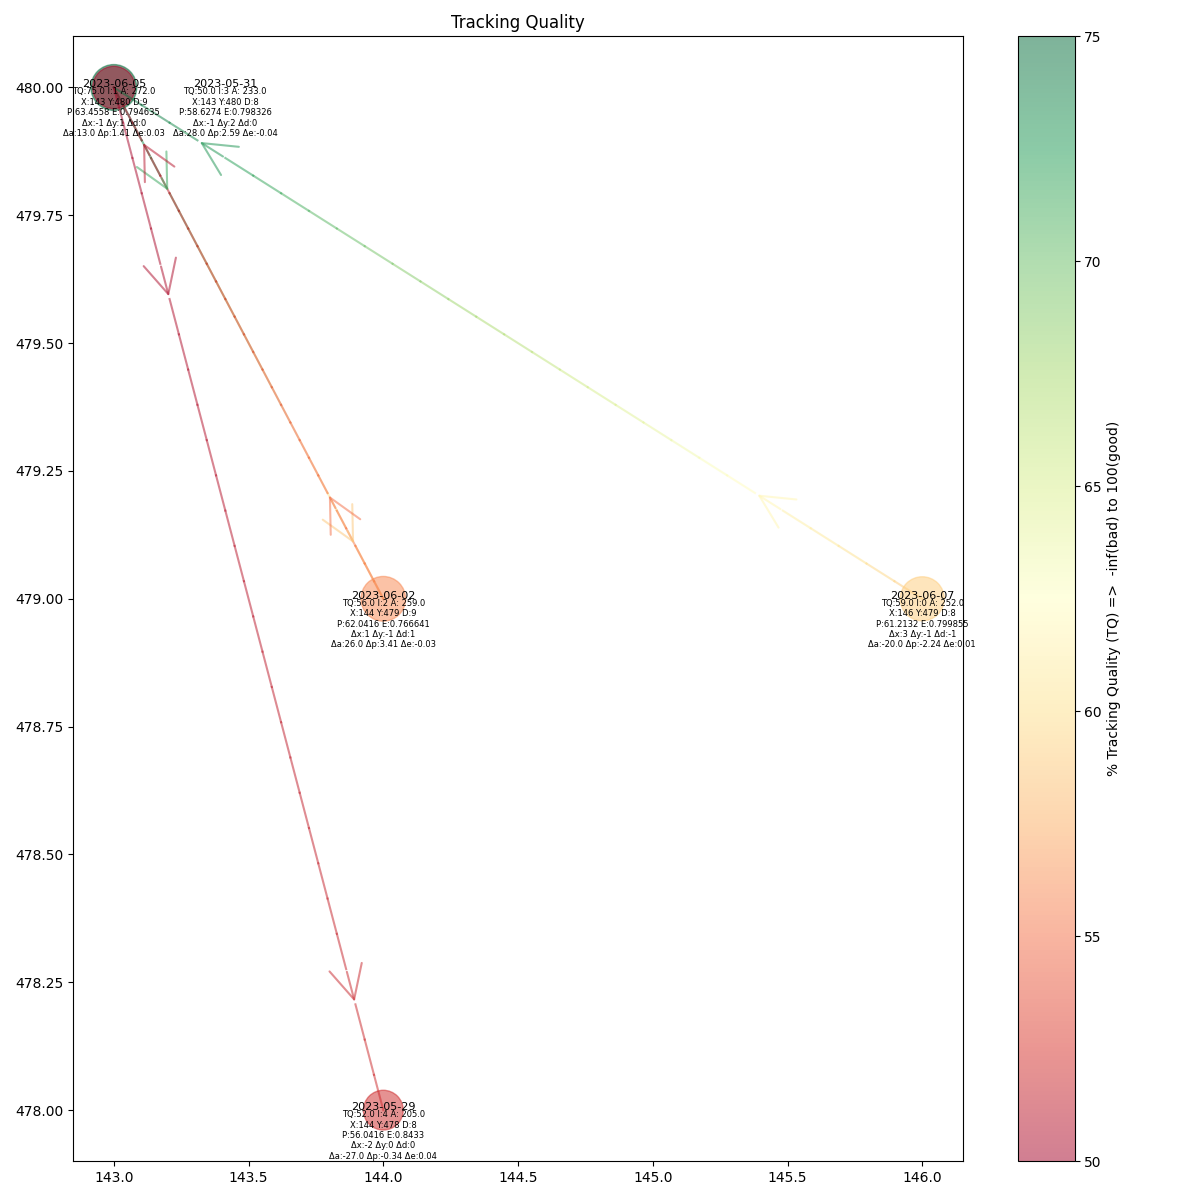 Tracking Quality
480.00
479.75
479.50
479.25
479.00
478.75
478.50
478.25
478.00
2023-06-05
TQ:75.0 I:1 A: 272.0
X:143 Y:480 D:9
P:63.4558 E:0.794635
Δx:-1 Δy:1 Δd:0
Δa:13.0 Δp:1.41 Δe:0.03
2023-05-31
TQ:50.0 I:3 A: 233.0
X:143 Y:480 D:8
P:58.6274 E:0.798326
Δx:-1 Δy:2 Δd:0
Δa:28.0 Δp:2.59 Δe:-0.04
2023-06-02
TQ:56.0 I:2 A: 259.0
X:144 Y:479 D:9
P:62.0416 E:0.766641
Δx:1 Δy:-1 Δd:1
Δa:26.0 Δp:3.41 Δe:-0.03
2023-06-07
TQ:59.0 I:0 A: 252.0
X:146 Y:479 D:8
P:61.2132 E:0.799855
Δx:3 Δy:-1 Δd:-1
Δa:-20.0 Δp:-2.24 Δe:0.01
2023-05-29
TQ:52.0 I:4 A: 205.0
X:144 Y:478 D:8
P:56.0416 E:0.8433
Δx:-2 Δy:0 Δd:0
Δa:-27.0 Δp:-0.34 Δe:0.04
143.0 143.5 144.0 144.5 145.0 145.5 146.0
75
70
65
60
55
50
% Tracking Quality (TQ) => -inf(bad) to 100(good)